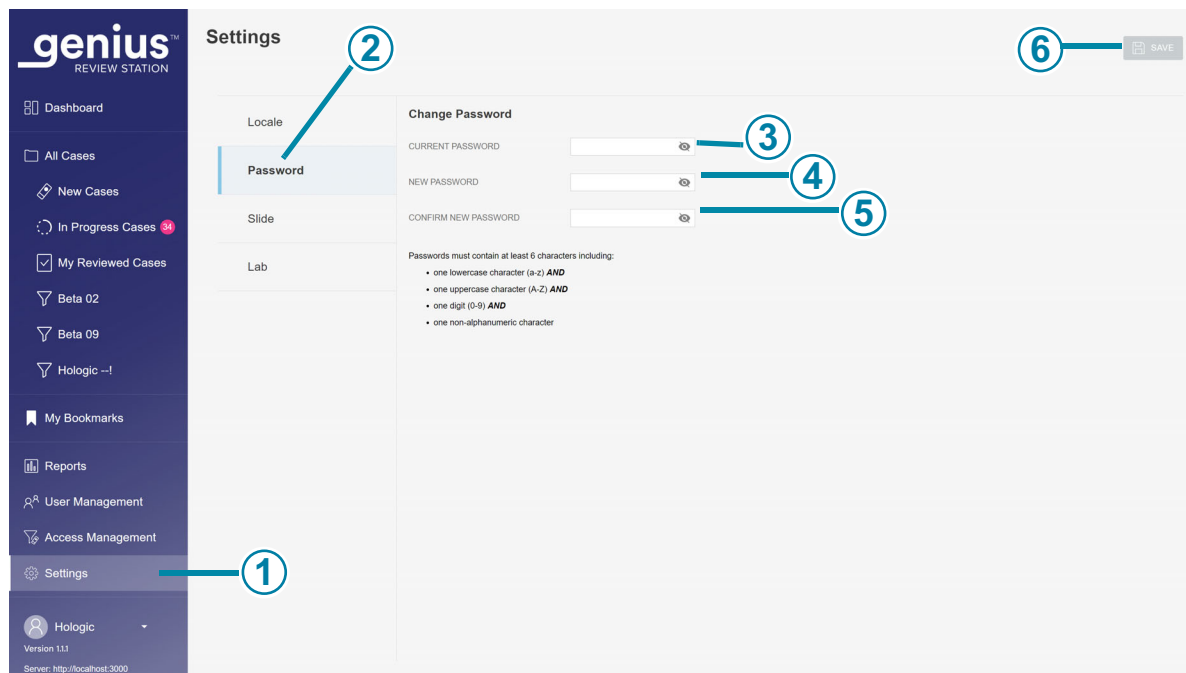 genius™
REVIEW STATION
Dashboard
All Cases
New Cases
In Progress Cases 34
My Reviewed Cases
Beta 02
Beta 09
Hologic --!
My Bookmarks
Reports
User Management
Access Management
Settings
Hologic
Version 1.1.1
Server: http://localhost:3000
Settings
SAVE
Locale
Password
Slide
Lab
Change Password
CURRENT PASSWORD
NEW PASSWORD
CONFIRM NEW PASSWORD
Passwords must contain at least 6 characters including:
• one lowercase character (a-z) AND
• one uppercase character (A-Z) AND
• one digit (0-9) AND
• one non-alphanumeric character
1
2
3
4
5
6